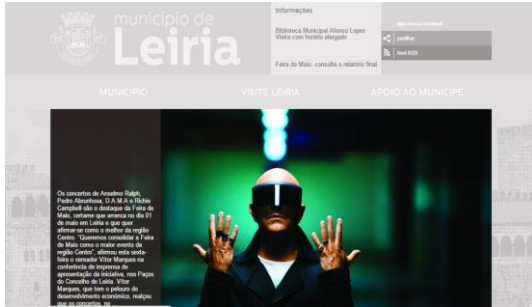 município de
Leiria
Informações
Biblioteca Municipal Afonso Lopes
Vieira com horário alargado
Feira de Maio: consulte o relatório final
siga-nos no facebook
partilhar
feed RSS
MUNICÍPIO
VISITE LEIRIA
APOIO AO MUNÍCIPE
Os concertos de Anselmo Ralph,
Pedro Abrunhosa, D.A.M.A e Richie
Campbell são o destaque da Feira de
Maio, certame que arranca no dia 01
de maio em Leiria e que quer
afirmar-se como o melhor da região
Centro. "Queremos consolidar a Feira
de Maio como o maior evento da
região Centro", afirmou esta sexta-
feira o vereador Vítor Marques na
conferência de imprensa de
apresentação da iniciativa, nos Paços
do Concelho de Leiria. Vítor
Marques, que tem o pelouro do
desenvolvimento económico, realçou
que os concertos, no